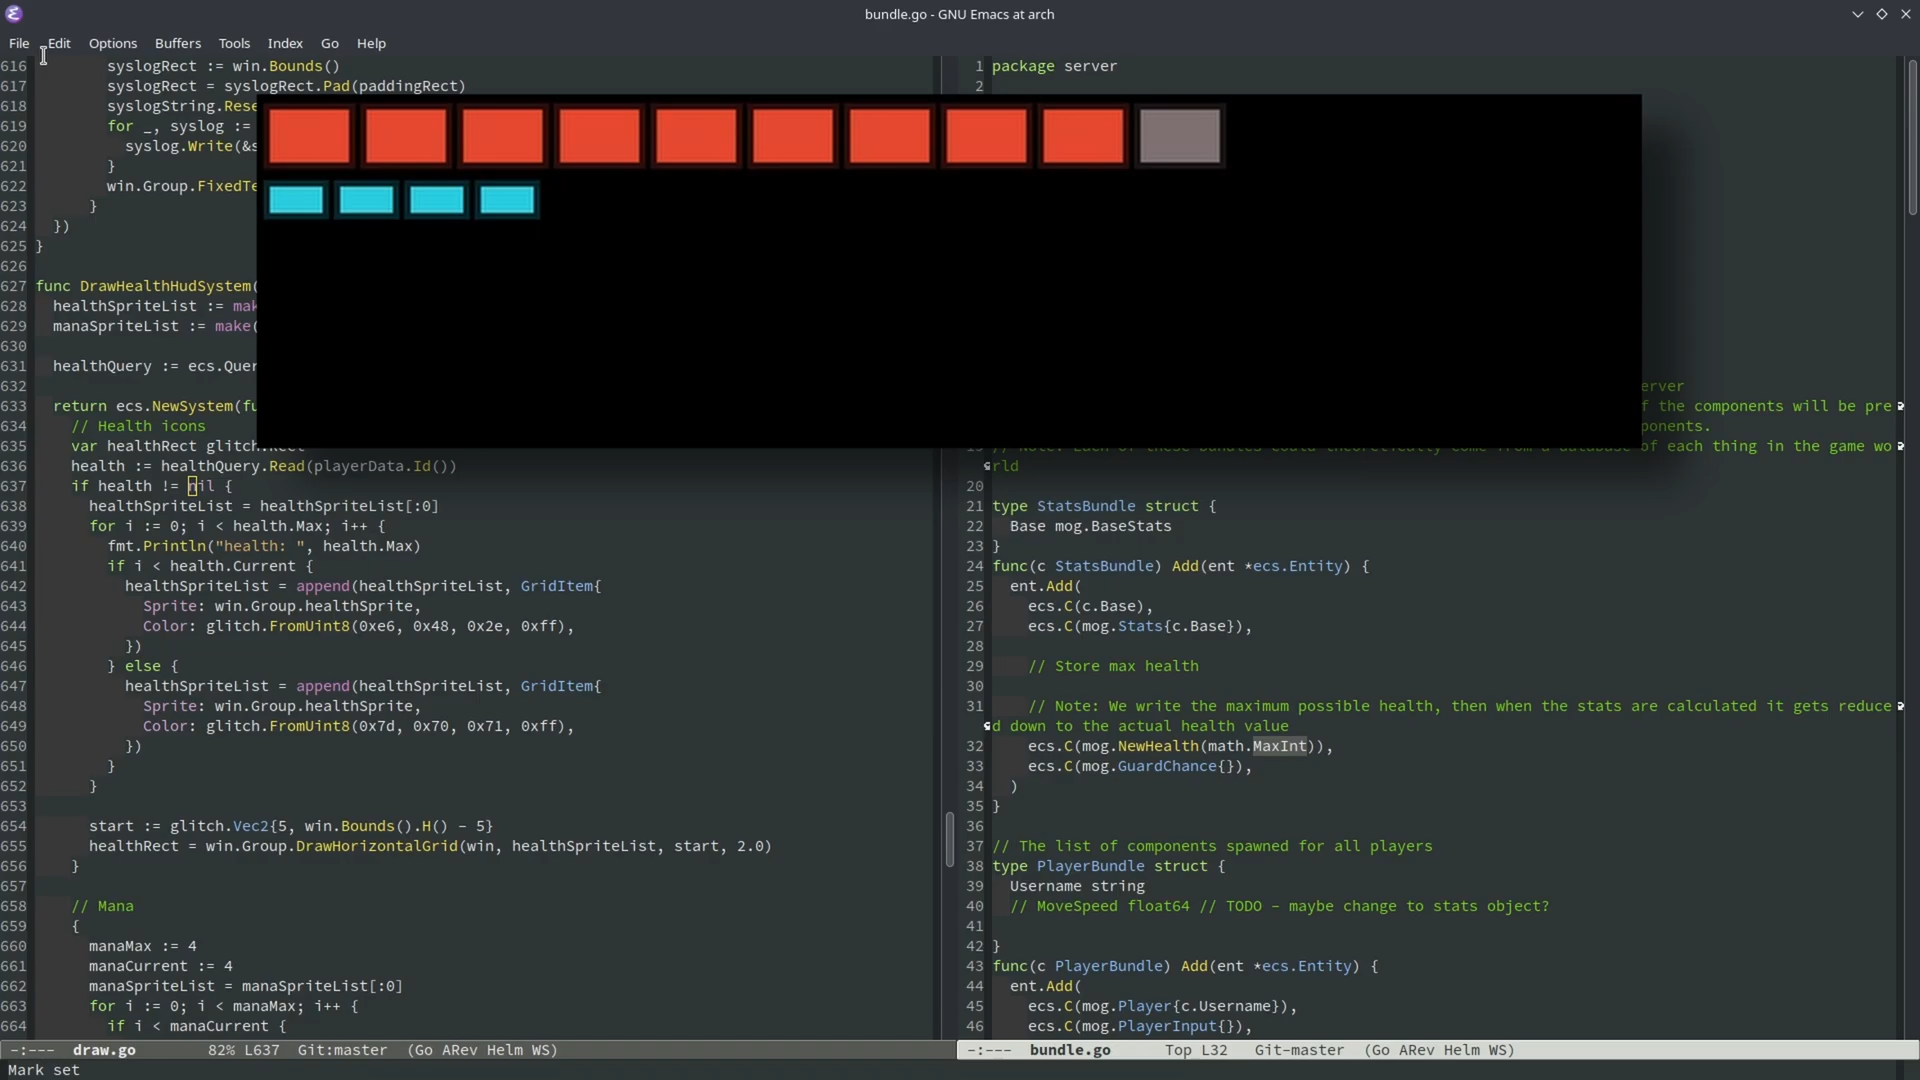 bundle.go - GNU Emacs at arch
File Edit Options Buffers Tools Index Go Help
616 syslogRect := win.Bounds()
617 syslogRect = syslogRect.Pad(paddingRect)
618 syslogString.Rese
619 for _, syslog :=
620 syslog.Write(&s
621 }
622 win.Group.FixedTe
623 }
624 })
625 }
626
627 func DrawHealthHudSystem(
628 healthSpriteList := mak
629 manaSpriteList := make(
630
631 healthQuery := ecs.Quer
632
633 return ecs.NewSystem(fu
634 // Health icons
635 var healthRect glitch.Rect
636 health := healthQuery.Read(playerData.Id())
637 if health != nil {
638 healthSpriteList = healthSpriteList[:0]
639 for i := 0; i < health.Max; i++ {
640 fmt.Println("health: ", health.Max)
641 if i < health.Current {
642 healthSpriteList = append(healthSpriteList, GridItem{
643 Sprite: win.Group.healthSprite,
644 Color: glitch.FromUint8(0xe6, 0x48, 0x2e, 0xff),
645 })
646 } else {
647 healthSpriteList = append(healthSpriteList, GridItem{
648 Sprite: win.Group.healthSprite,
649 Color: glitch.FromUint8(0x7d, 0x70, 0x71, 0xff),
650 })
651 }
652 }
653
654 start := glitch.Vec2{5, win.Bounds().H() - 5}
655 healthRect = win.Group.DrawHorizontalGrid(win, healthSpriteList, start, 2.0)
656 }
657
658 // Mana
659 {
660 manaMax := 4
661 manaCurrent := 4
662 manaSpriteList = manaSpriteList[:0]
663 for i := 0; i < manaMax; i++ {
664 if i < manaCurrent {
-:--- draw.go 82% L637 Git:master (Go ARev Helm WS)
1 package server
2
erver
f the components will be pre
ponents.
// Note: Each of these bundles could theoretically come from a database of each thing in the game wo
rld
20
21 type StatsBundle struct {
22 Base mog.BaseStats
23 }
24 func(c StatsBundle) Add(ent *ecs.Entity) {
25 ent.Add(
26 ecs.C(c.Base),
27 ecs.C(mog.Stats{c.Base}),
28
29 // Store max health
30
31 // Note: We write the maximum possible health, then when the stats are calculated it gets reduce
d down to the actual health value
32 ecs.C(mog.NewHealth(math.MaxInt)),
33 ecs.C(mog.GuardChance{}),
34 )
35 }
36
37 // The list of components spawned for all players
38 type PlayerBundle struct {
39 Username string
40 // MoveSpeed float64 // TODO - maybe change to stats object?
41
42 }
43 func(c PlayerBundle) Add(ent *ecs.Entity) {
44 ent.Add(
45 ecs.C(mog.Player{c.Username}),
46 ecs.C(mog.PlayerInput{}),
-:--- bundle.go Top L32 Git-master (Go ARev Helm WS)
Mark set